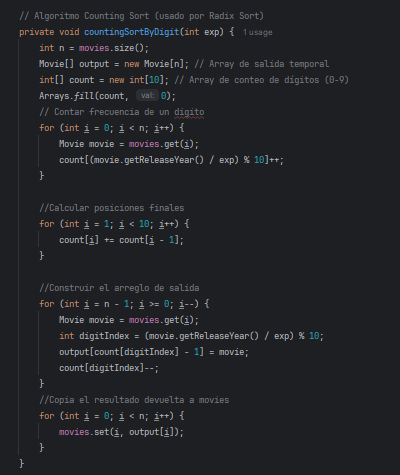 // Algoritmo Counting Sort (usado por Radix Sort)
private void countingSortByDigit(int exp) { 1 usage
int n = movies.size();
Movie[] output = new Movie[n]; // Array de salida temporal
int[] count = new int[10]; // Array de conteo de dígitos (0-9)
Arrays.fill(count, val: 0);
// Contar frecuencia de un digito
for (int i = 0; i < n; i++) {
Movie movie = movies.get(i);
count[(movie.getReleaseYear() / exp) % 10]++;
}
//Calcular posiciones finales
for (int i = 1; i < 10; i++) {
count[i] += count[i - 1];
}
//Construir el arreglo de salida
for (int i = n - 1; i >= 0; i--) {
Movie movie = movies.get(i);
int digitIndex = (movie.getReleaseYear() / exp) % 10;
output[count[digitIndex] - 1] = movie;
count[digitIndex]--;
}
//Copia el resultado devuelta a movies
for (int i = 0; i < n; i++) {
movies.set(i, output[i]);
}
}